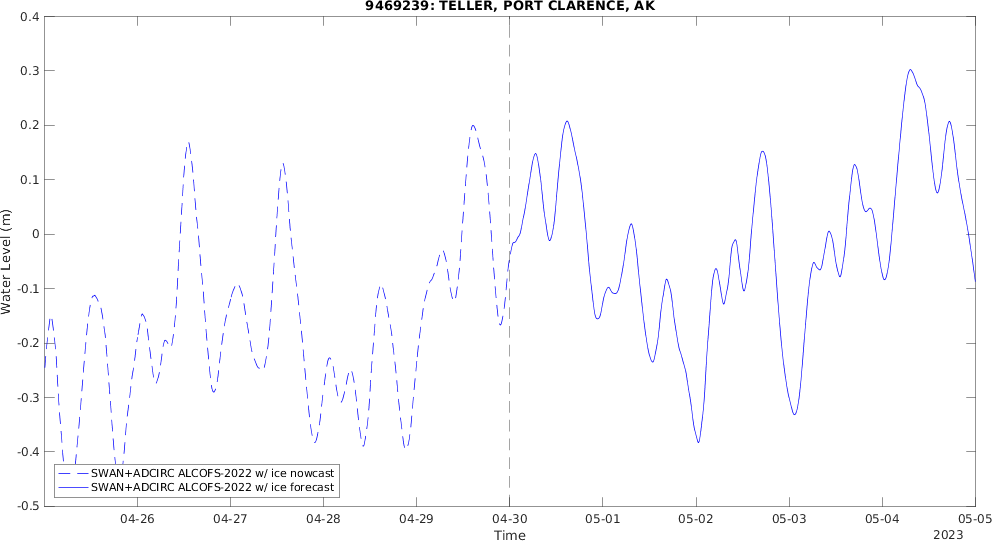 9469239: TELLER, PORT CLARENCE, AK
0.4
0.3
0.2
0.1
0
-0.1
-0.2
-0.3
-0.4
-0.5
Water Level (m)
SWAN+ADCIRC ALCOFS-2022 w/ ice nowcast
SWAN+ADCIRC ALCOFS-2022 w/ ice forecast
04-26 04-27 04-28 04-29 04-30 05-01 05-02 05-03 05-04 05-05
Time
2023